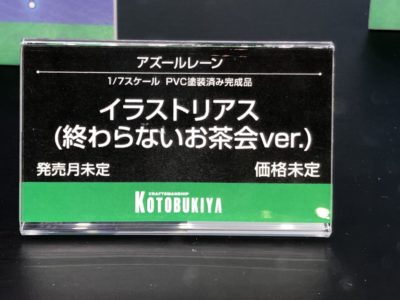 アズールレーン
1/7スケール PVC塗装済み完成品
イラストリアス
(終わらないお茶会ver.)
発売月未定 価格未定
CRAFTSMANSHIP
KOTOBUKIYA